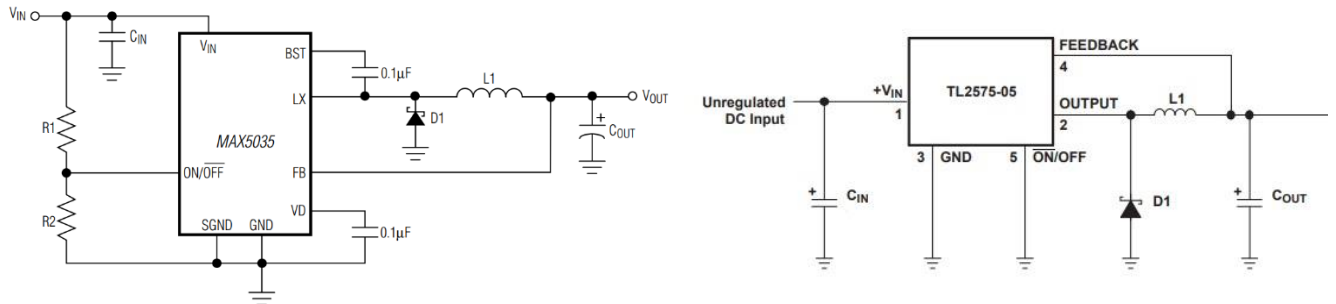 VIN
CIN
VIN
BST
0.1µF
L1
LX
VOUT
D1
COUT
R1
MAX5035
ON/OFF
FB
R2
VD
SGND GND
0.1µF
FEEDBACK
4
+VIN
TL2575-05
Unregulated
DC Input
1
OUTPUT
L1
2
3 GND
5 ON/OFF
+
CIN
D1
+
COUT
+